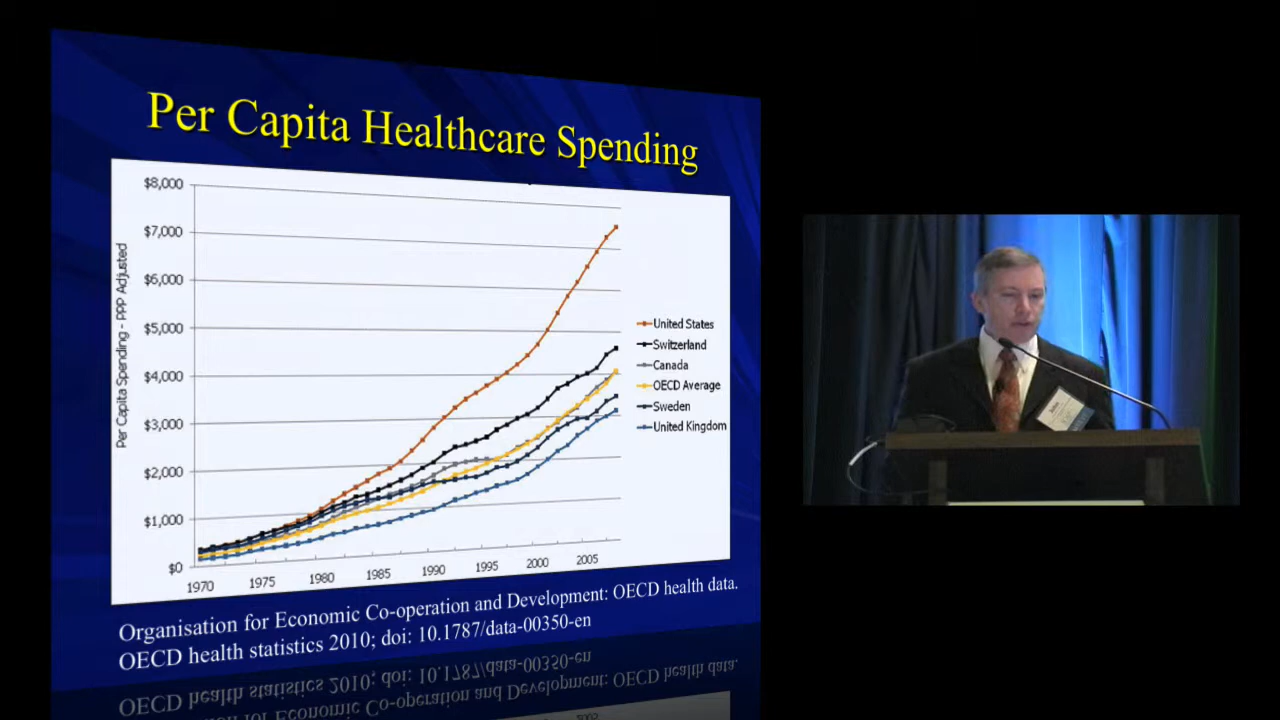 Per Capita Healthcare Spending
Per Capita Spending - PPP Adjusted
$8,000
$7,000
$6,000
$5,000
$4,000
$3,000
$2,000
$1,000
$0
1970 1975 1980 1985 1990 1995 2000 2005
United States
Switzerland
Canada
OECD Average
Sweden
United Kingdom
Organisation for Economic Co-operation and Development: OECD health data.
OECD health statistics 2010; doi: 10.1787/data-00350-en